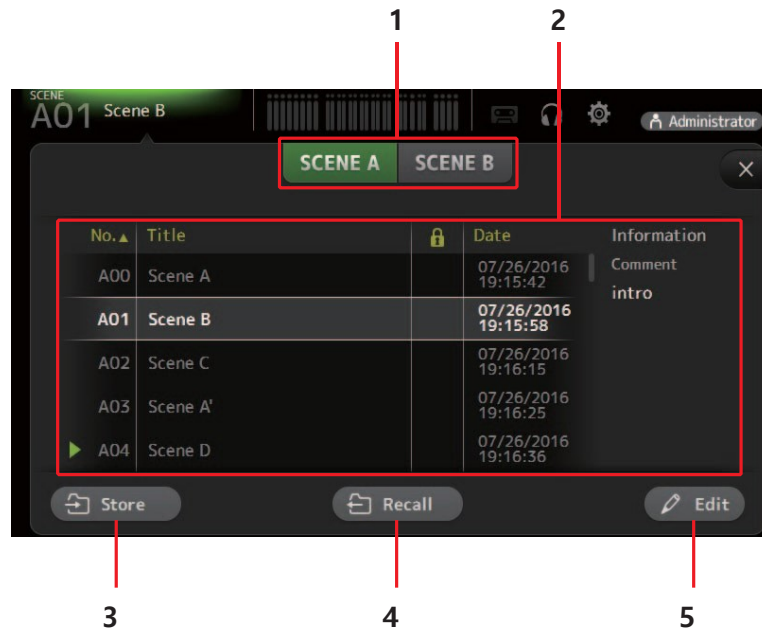 1 2
SCENE
A01 Scene B
Administrator
SCENE A SCENE B
No. Title Date Information
A00 Scene A 07/26/2016
19:15:42
Comment
intro
A01 Scene B 07/26/2016
19:15:58
A02 Scene C 07/26/2016
19:16:15
A03 Scene A' 07/26/2016
19:16:25
A04 Scene D 07/26/2016
19:16:36
Store Recall Edit
3 4 5